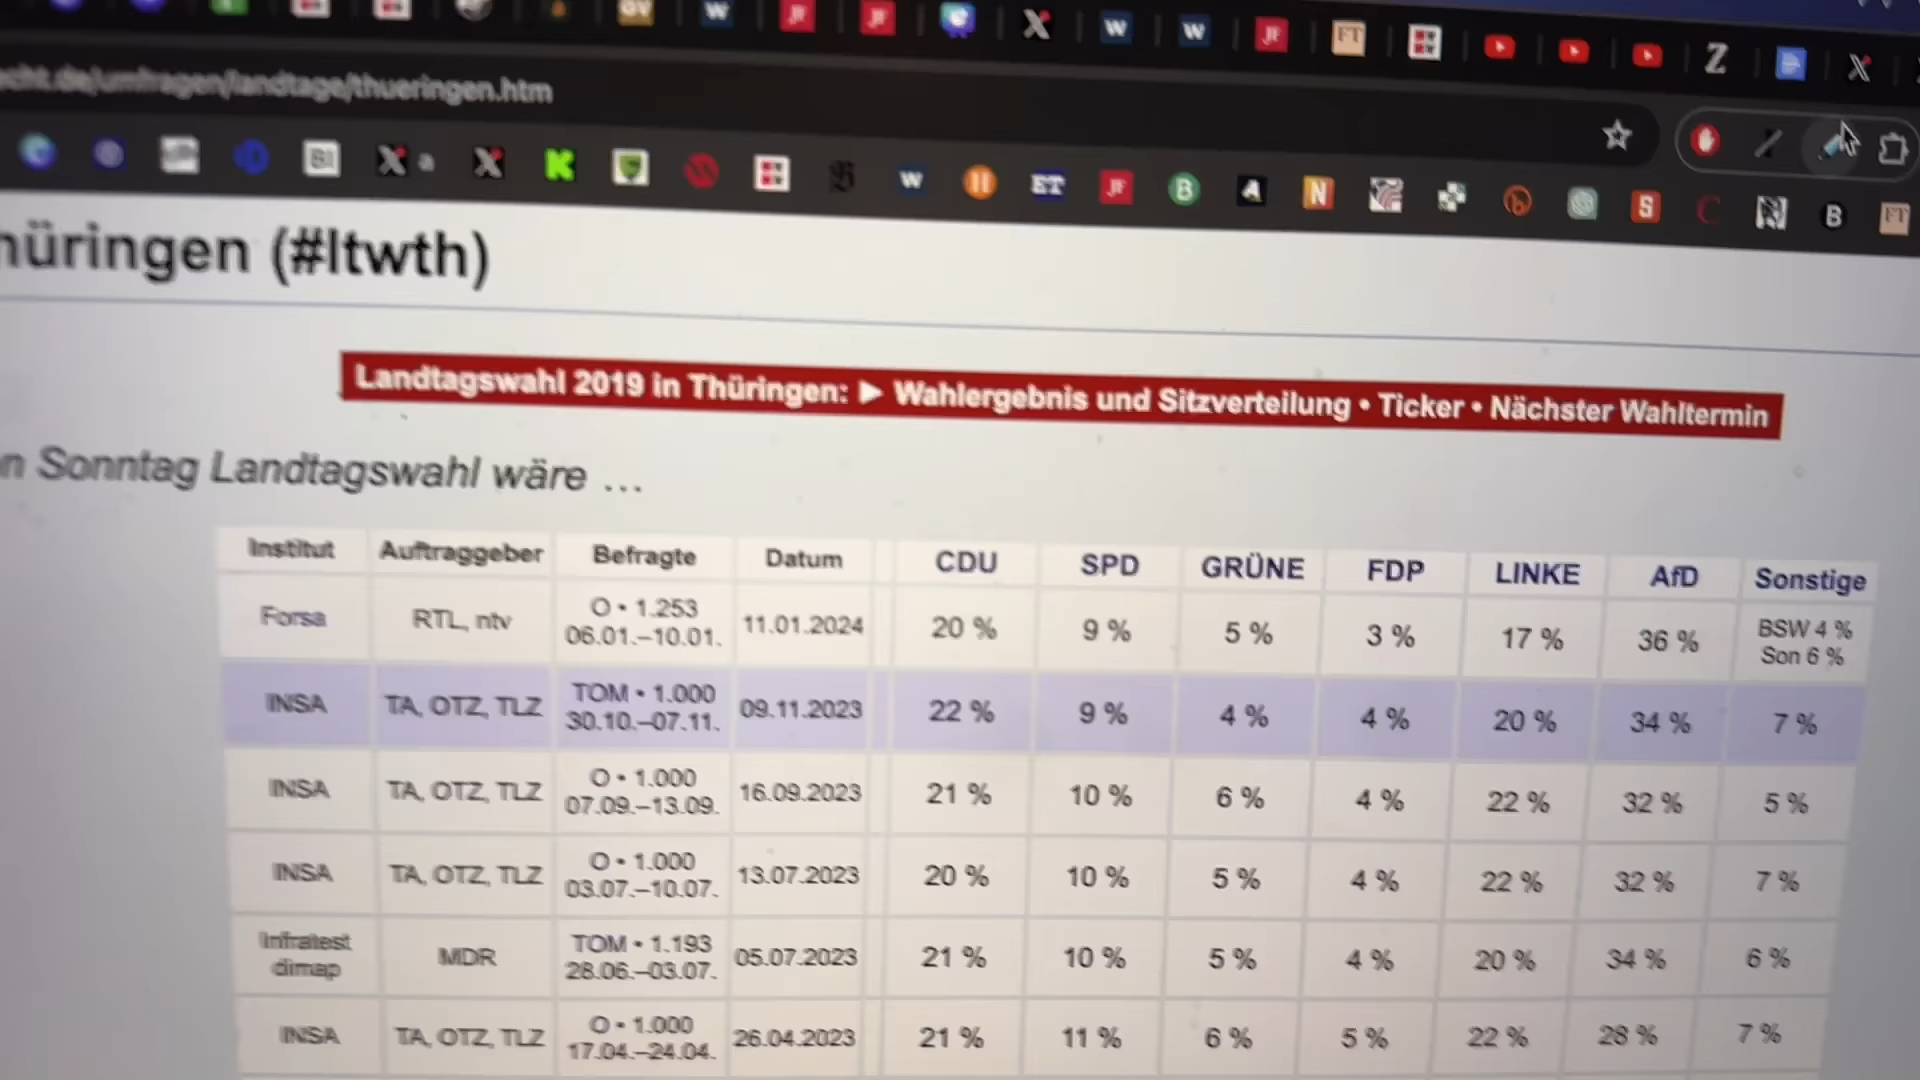 echt.de/umfragen/landtage/thueringen.htm
hüringen (#ltwth)
Landtagswahl 2019 in Thüringen: ▶ Wahlergebnis und Sitzverteilung • Ticker • Nächster Wahltermin
n Sonntag Landtagswahl wäre ...
Institut Auftraggeber Befragte Datum CDU SPD GRÜNE FDP LINKE AfD Sonstige
Forsa RTL, ntv O • 1.253 06.01.–10.01. 11.01.2024 20 % 9 % 5 % 3 % 17 % 36 % BSW 4 % Son 6 %
INSA TA, OTZ, TLZ TOM • 1.000 30.10.–07.11. 09.11.2023 22 % 9 % 4 % 4 % 20 % 34 % 7 %
INSA TA, OTZ, TLZ O • 1.000 07.09.–13.09. 16.09.2023 21 % 10 % 6 % 4 % 22 % 32 % 5 %
INSA TA, OTZ, TLZ O • 1.000 03.07.–10.07. 13.07.2023 20 % 10 % 5 % 4 % 22 % 32 % 7 %
Infratest dimap MDR TOM • 1.193 28.06.–03.07. 05.07.2023 21 % 10 % 5 % 4 % 20 % 34 % 6 %
INSA TA, OTZ, TLZ O • 1.000 17.04.–24.04. 26.04.2023 21 % 11 % 6 % 5 % 22 % 28 % 7 %